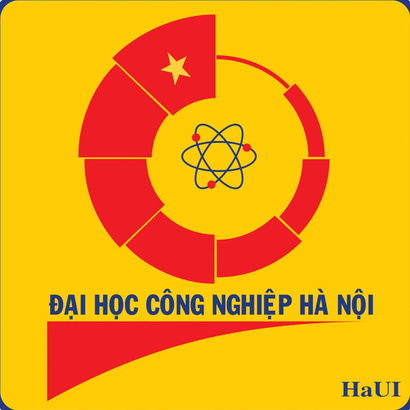 ĐẠI HỌC CÔNG NGHIỆP HÀ NỘI
HaUI